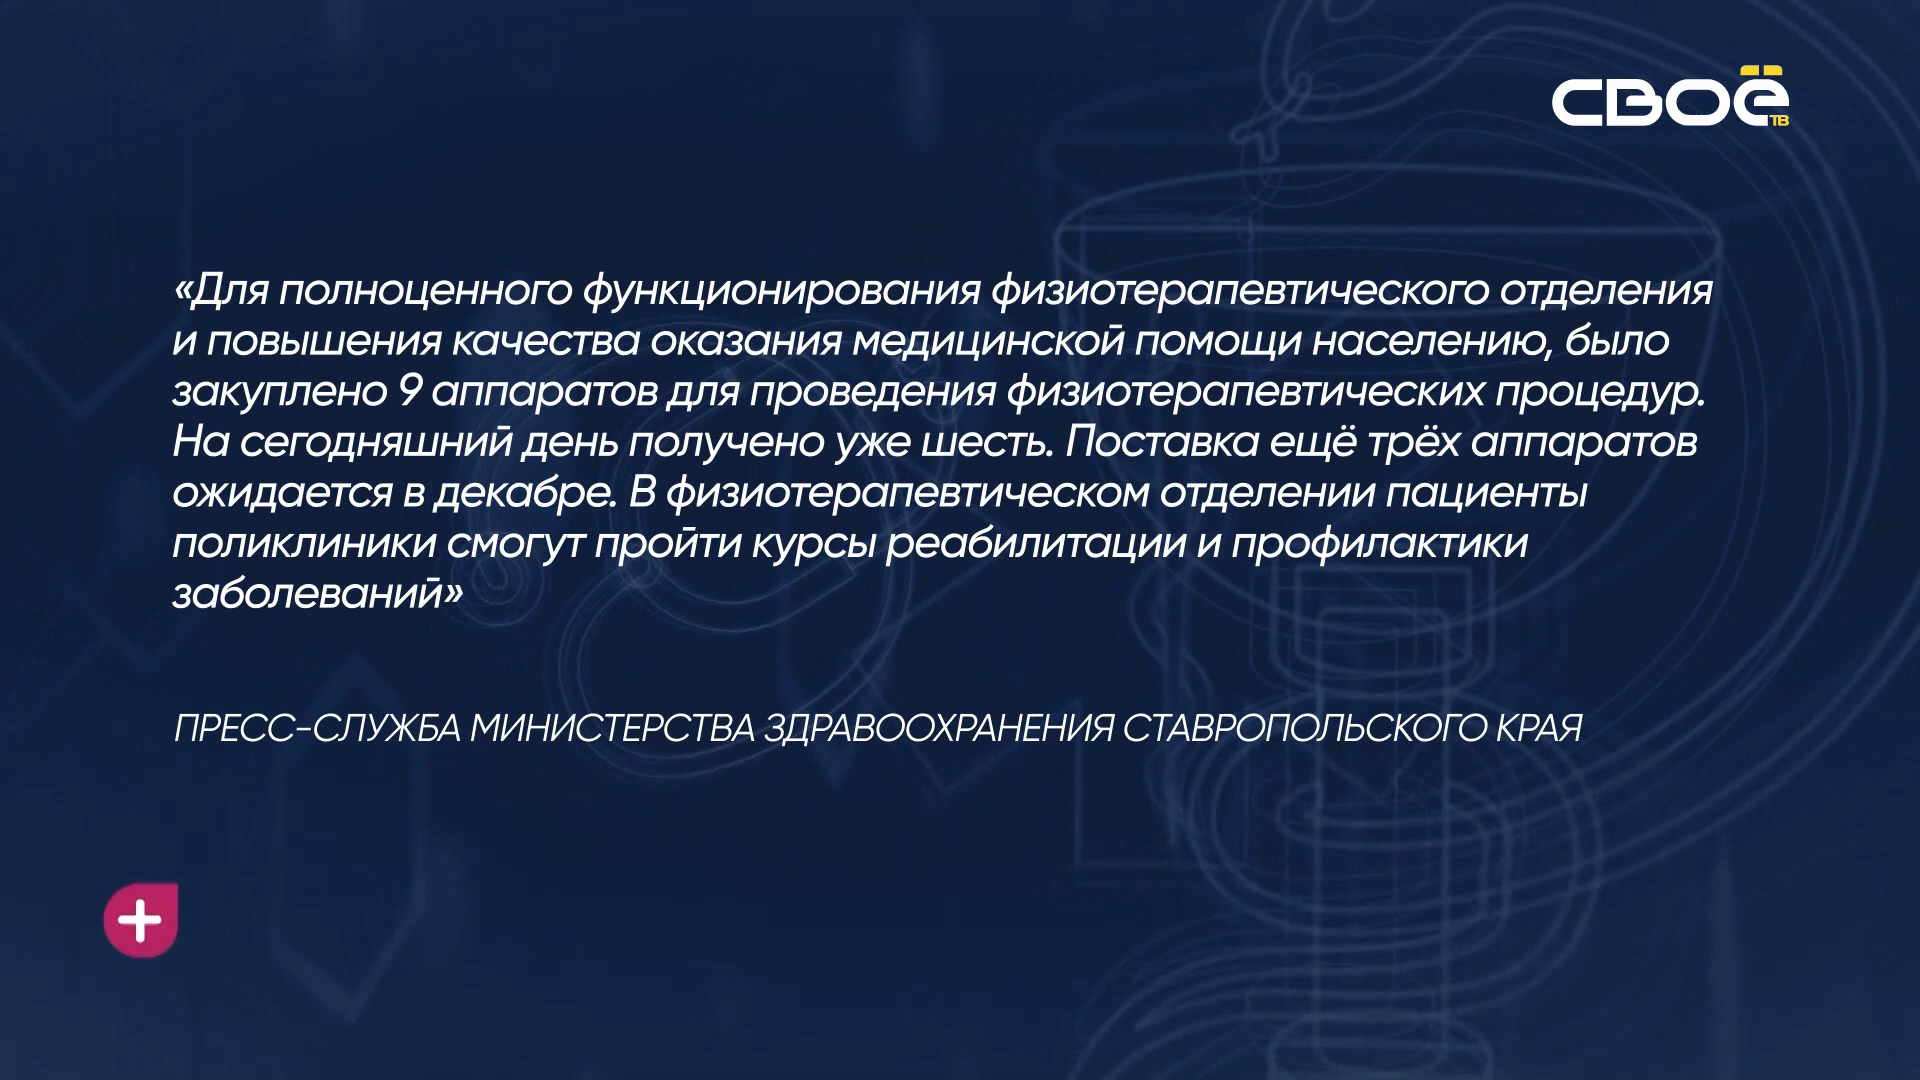 СВОЁ
ТВ
«Для полноценного функционирования физиотерапевтического отделения
и повышения качества оказания медицинской помощи населению, было
закуплено 9 аппаратов для проведения физиотерапевтических процедур.
На сегодняшний день получено уже шесть. Поставка ещё трёх аппаратов
ожидается в декабре. В физиотерапевтическом отделении пациенты
поликлиники смогут пройти курсы реабилитации и профилактики
заболеваний»
ПРЕСС-СЛУЖБА МИНИСТЕРСТВА ЗДРАВООХРАНЕНИЯ СТАВРОПОЛЬСКОГО КРАЯ